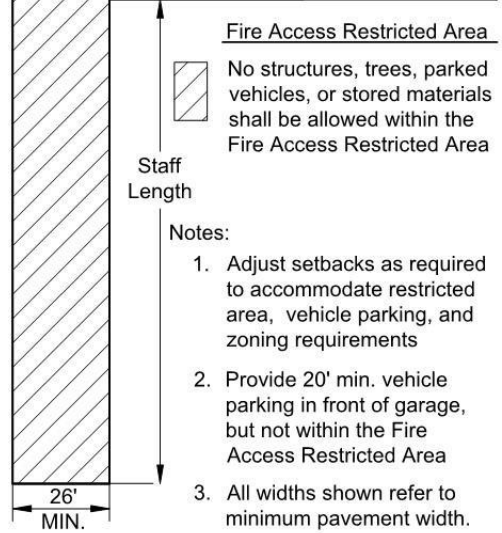 Fire Access Restricted Area
No structures, trees, parked
vehicles, or stored materials
shall be allowed within the
Fire Access Restricted Area
Staff
Length
Notes:
1. Adjust setbacks as required
to accommodate restricted
area, vehicle parking, and
zoning requirements
2. Provide 20' min. vehicle
parking in front of garage,
but not within the Fire
Access Restricted Area
3. All widths shown refer to
minimum pavement width.
26'
MIN.